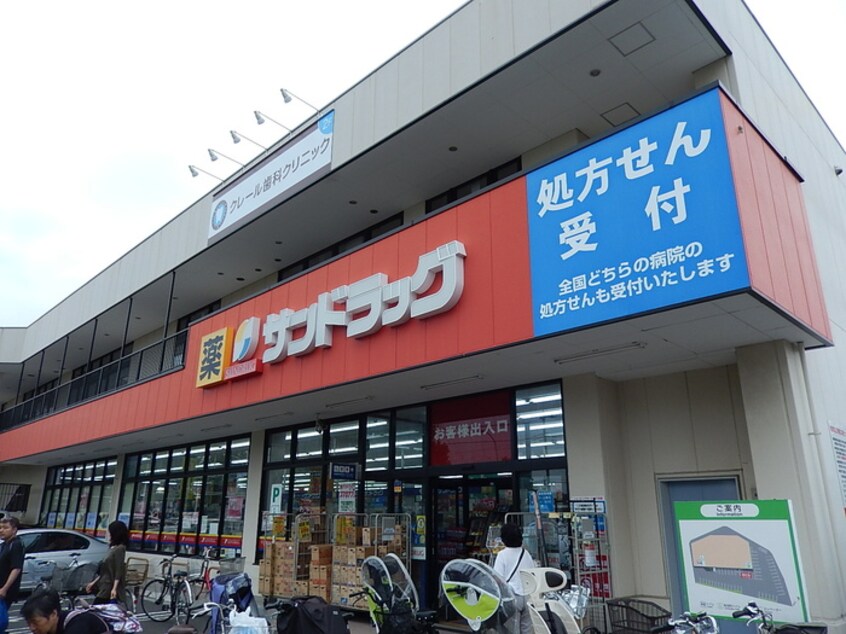 クレール歯科クリニック
処方せん
受付
全国どちらの病院の
処方せんも受付いたします
薬
サンドラッグ
お客様出入口
P
ご案内
Information